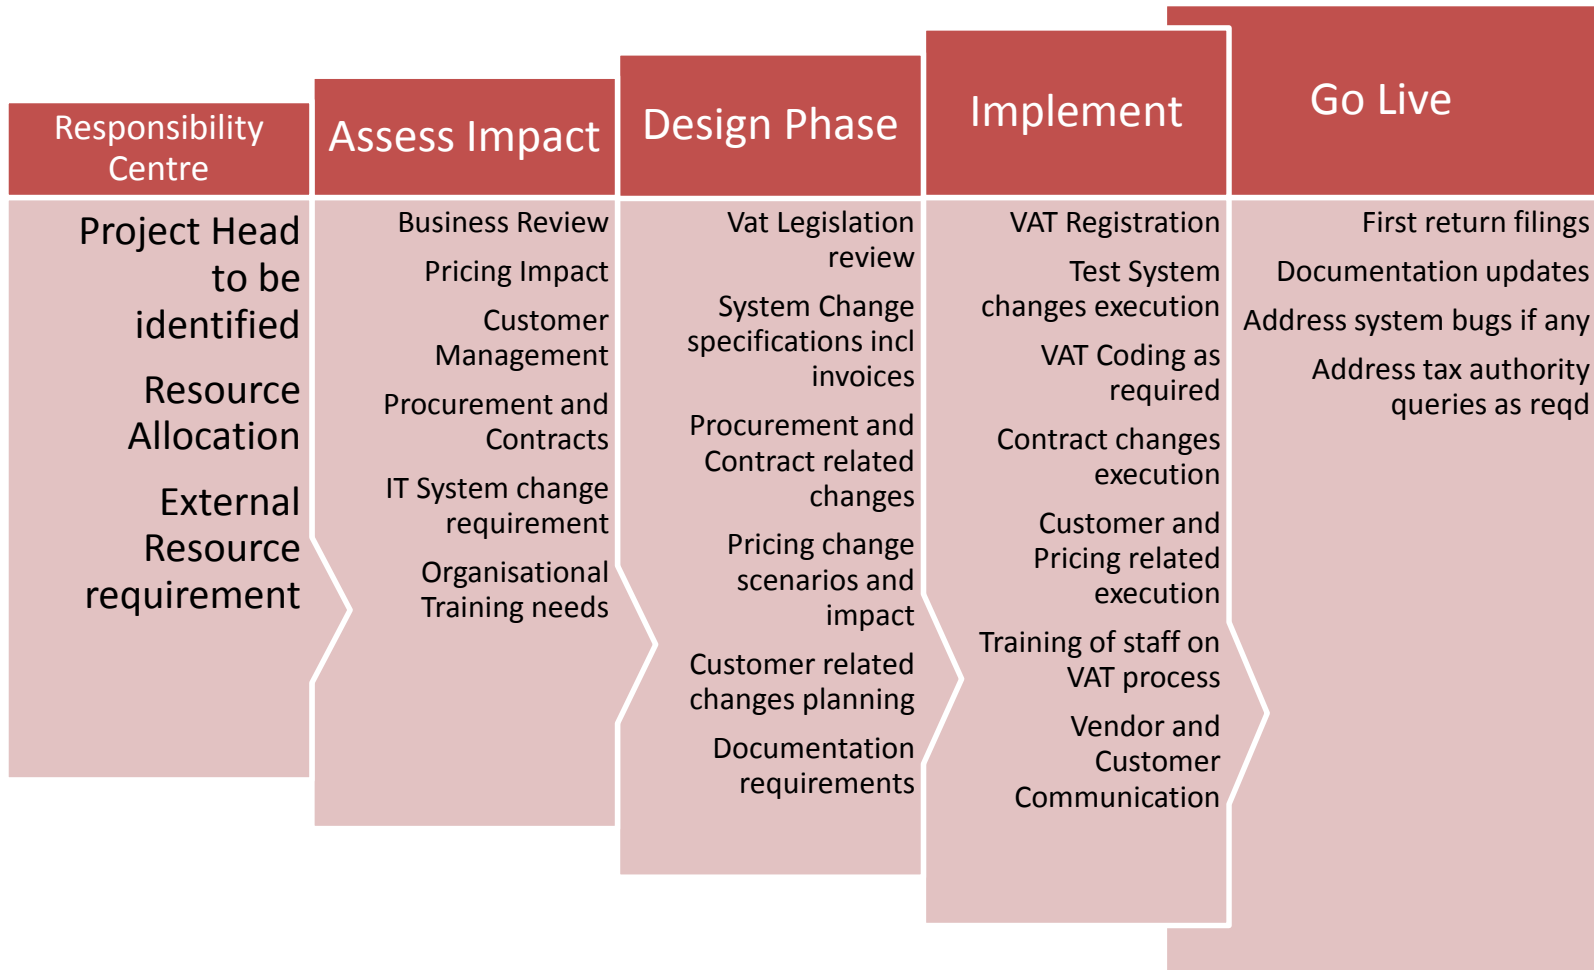 Responsibility
Centre
Project Head
to be
identified
Resource
Allocation
External
Resource
requirement
Assess Impact
Business Review
Pricing Impact
Customer
Management
Procurement and
Contracts
IT System change
requirement
Organisational
Training needs
Design Phase
Vat Legislation
review
System Change
specifications incl
invoices
Procurement and
Contract related
changes
Pricing change
scenarios and
impact
Customer related
changes planning
Documentation
requirements
Implement
VAT Registration
Test System
changes execution
VAT Coding as
required
Contract changes
execution
Customer and
Pricing related
execution
Training of staff on
VAT process
Vendor and
Customer
Communication
Go Live
First return filings
Documentation updates
Address system bugs if any
Address tax authority
queries as reqd